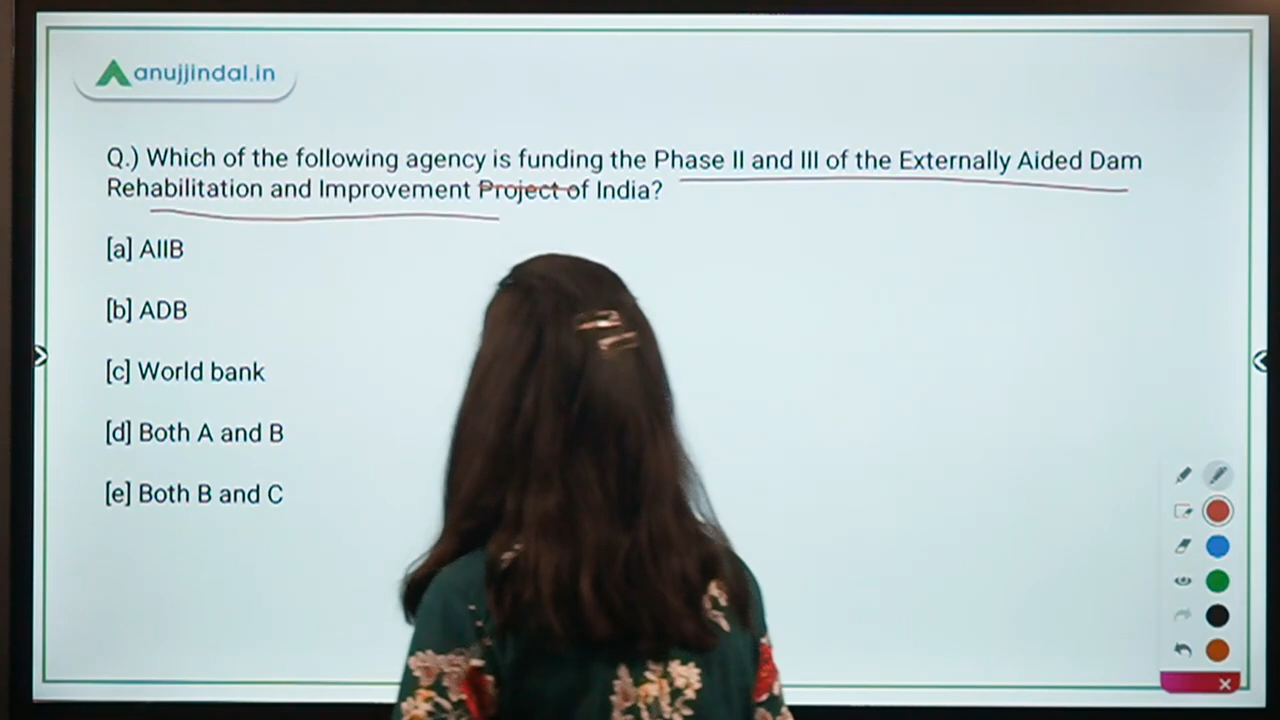 anujjindal.in
Q.) Which of the following agency is funding the Phase II and III of the Externally Aided Dam
Rehabilitation and Improvement Project of India?
[a] AIIB
[b] ADB
[c] World bank
[d] Both A and B
[e] Both B and C